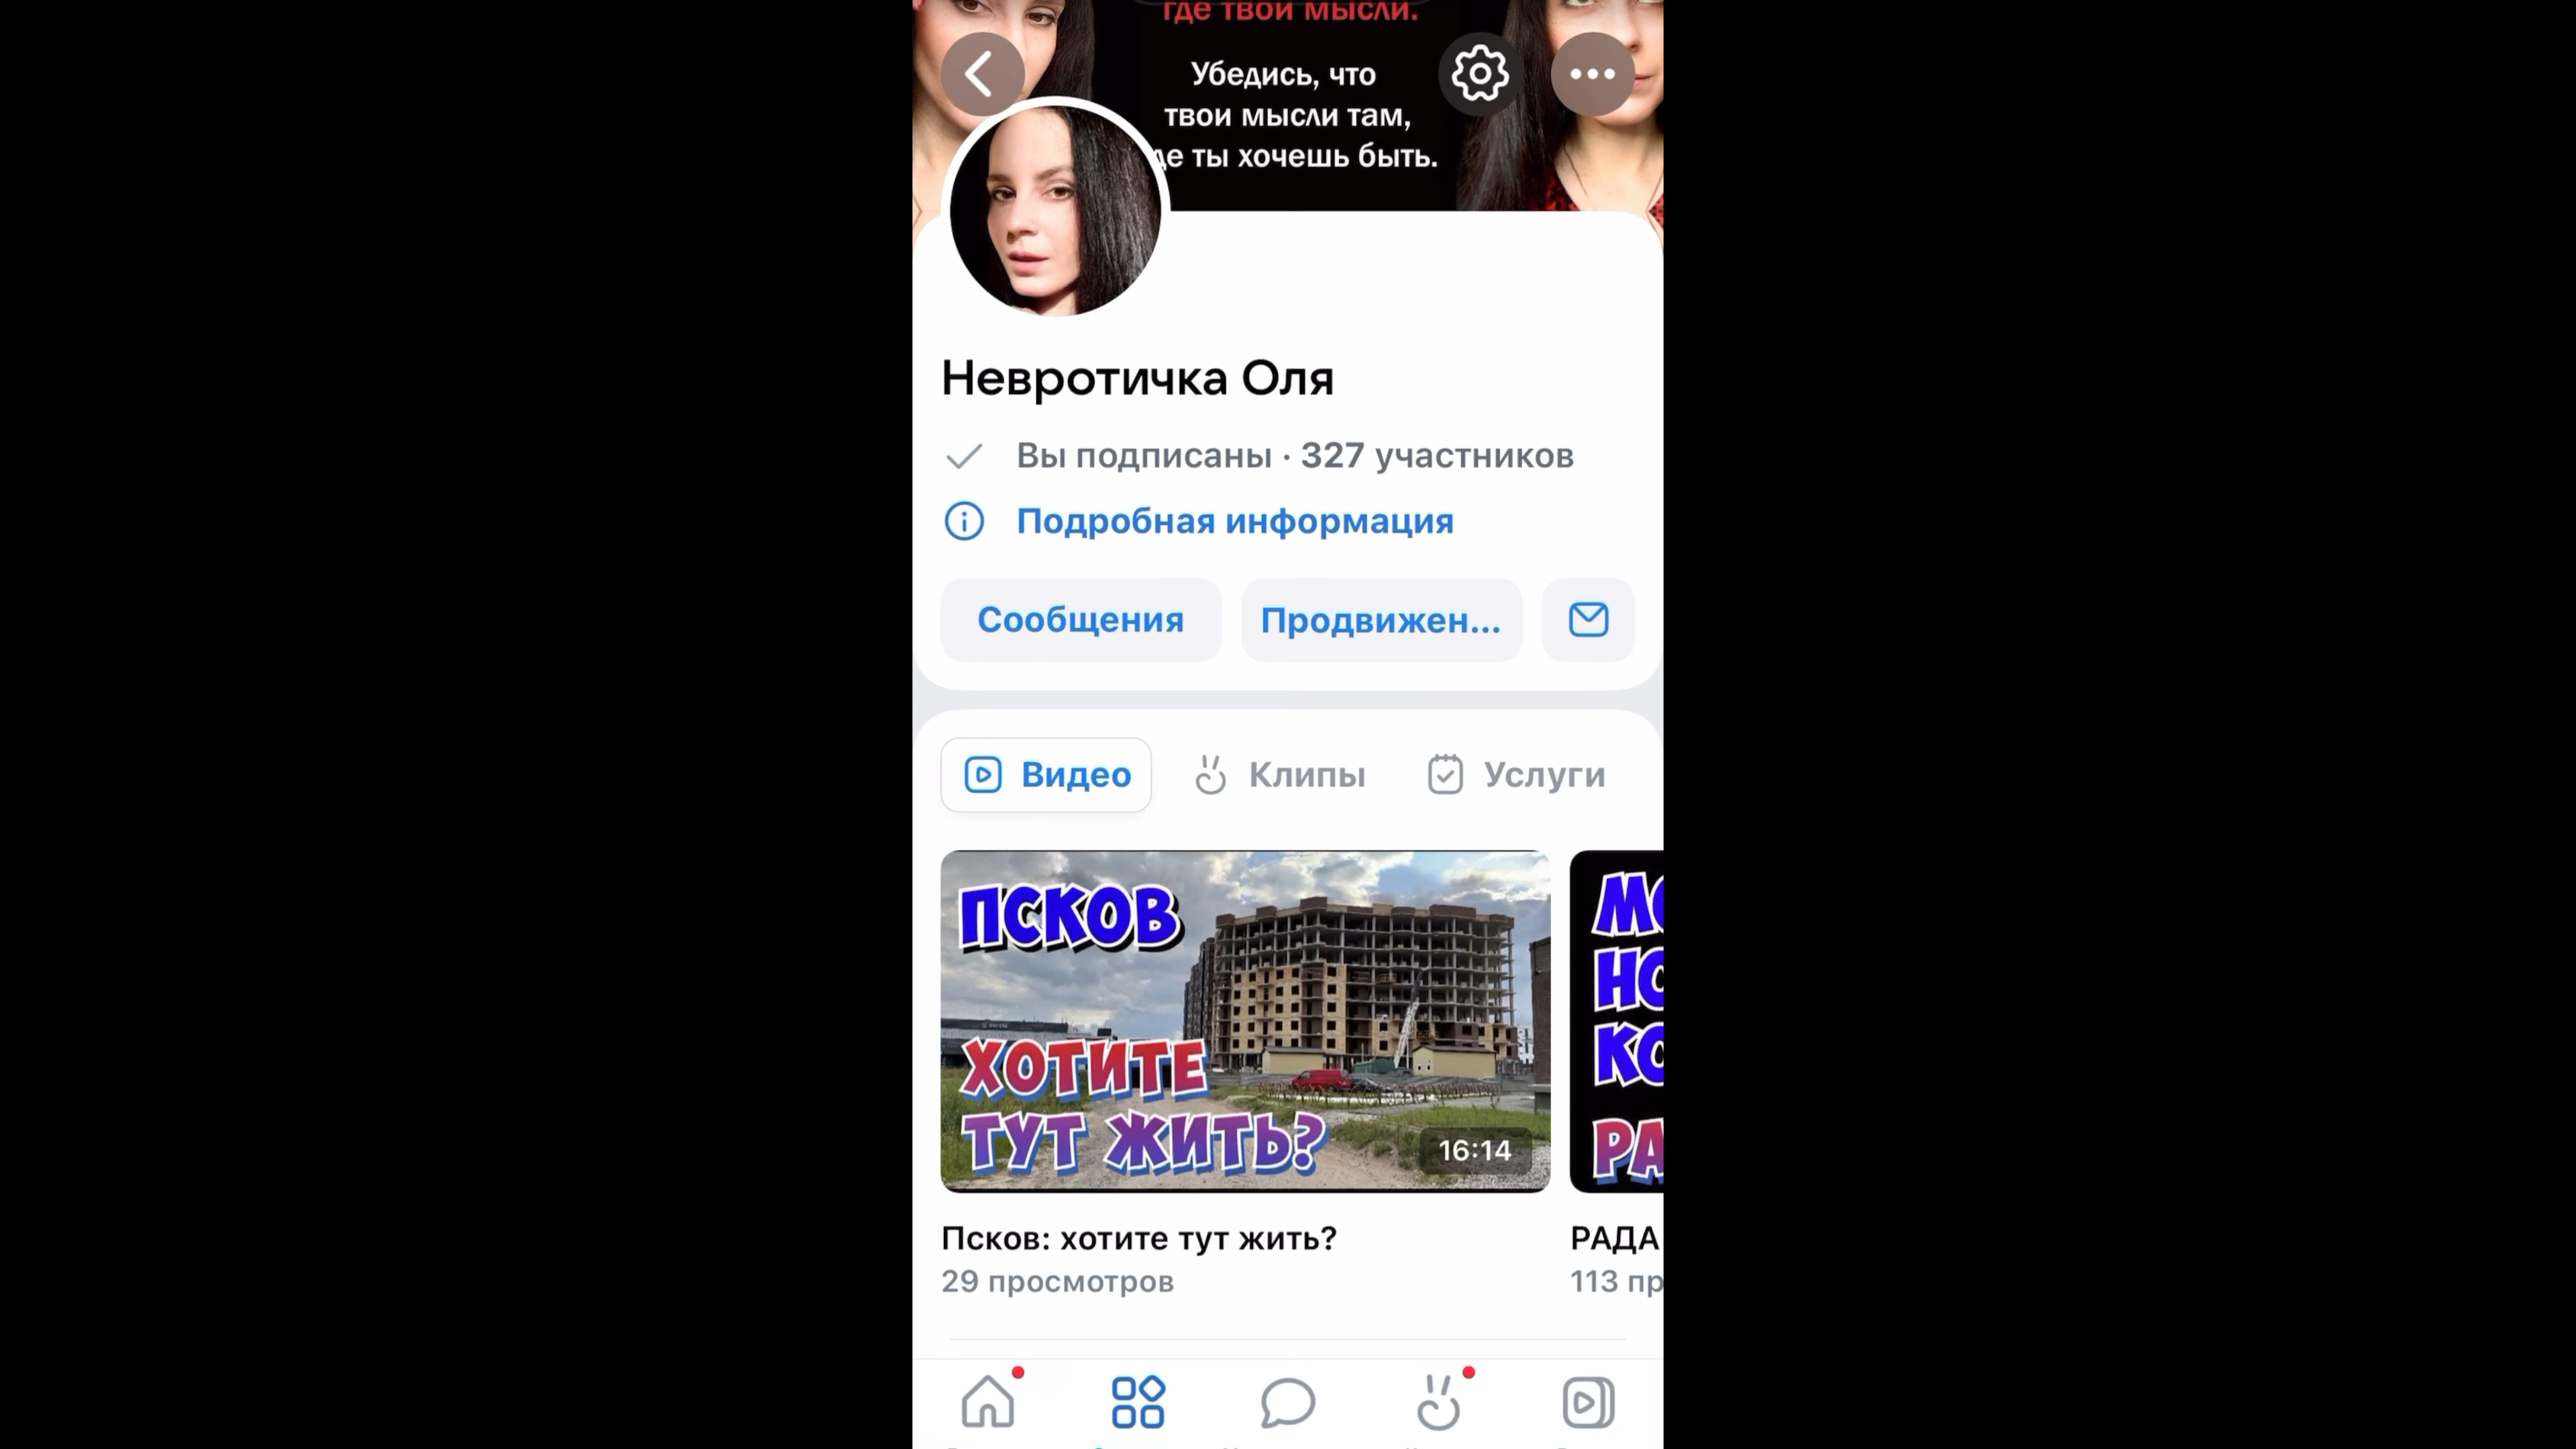 где твои мысли.
Убедись, что
твои мысли там,
де ты хочешь быть.
Невротичка Оля
Вы подписаны · 327 участников
Подробная информация
Сообщения
Продвижен...
Видео
Клипы
Услуги
ПСКОВ
ХОТИТЕ
ТУТ ЖИТЬ?
16:14
Псков: хотите тут жить?
29 просмотров
РАДА
113 пр